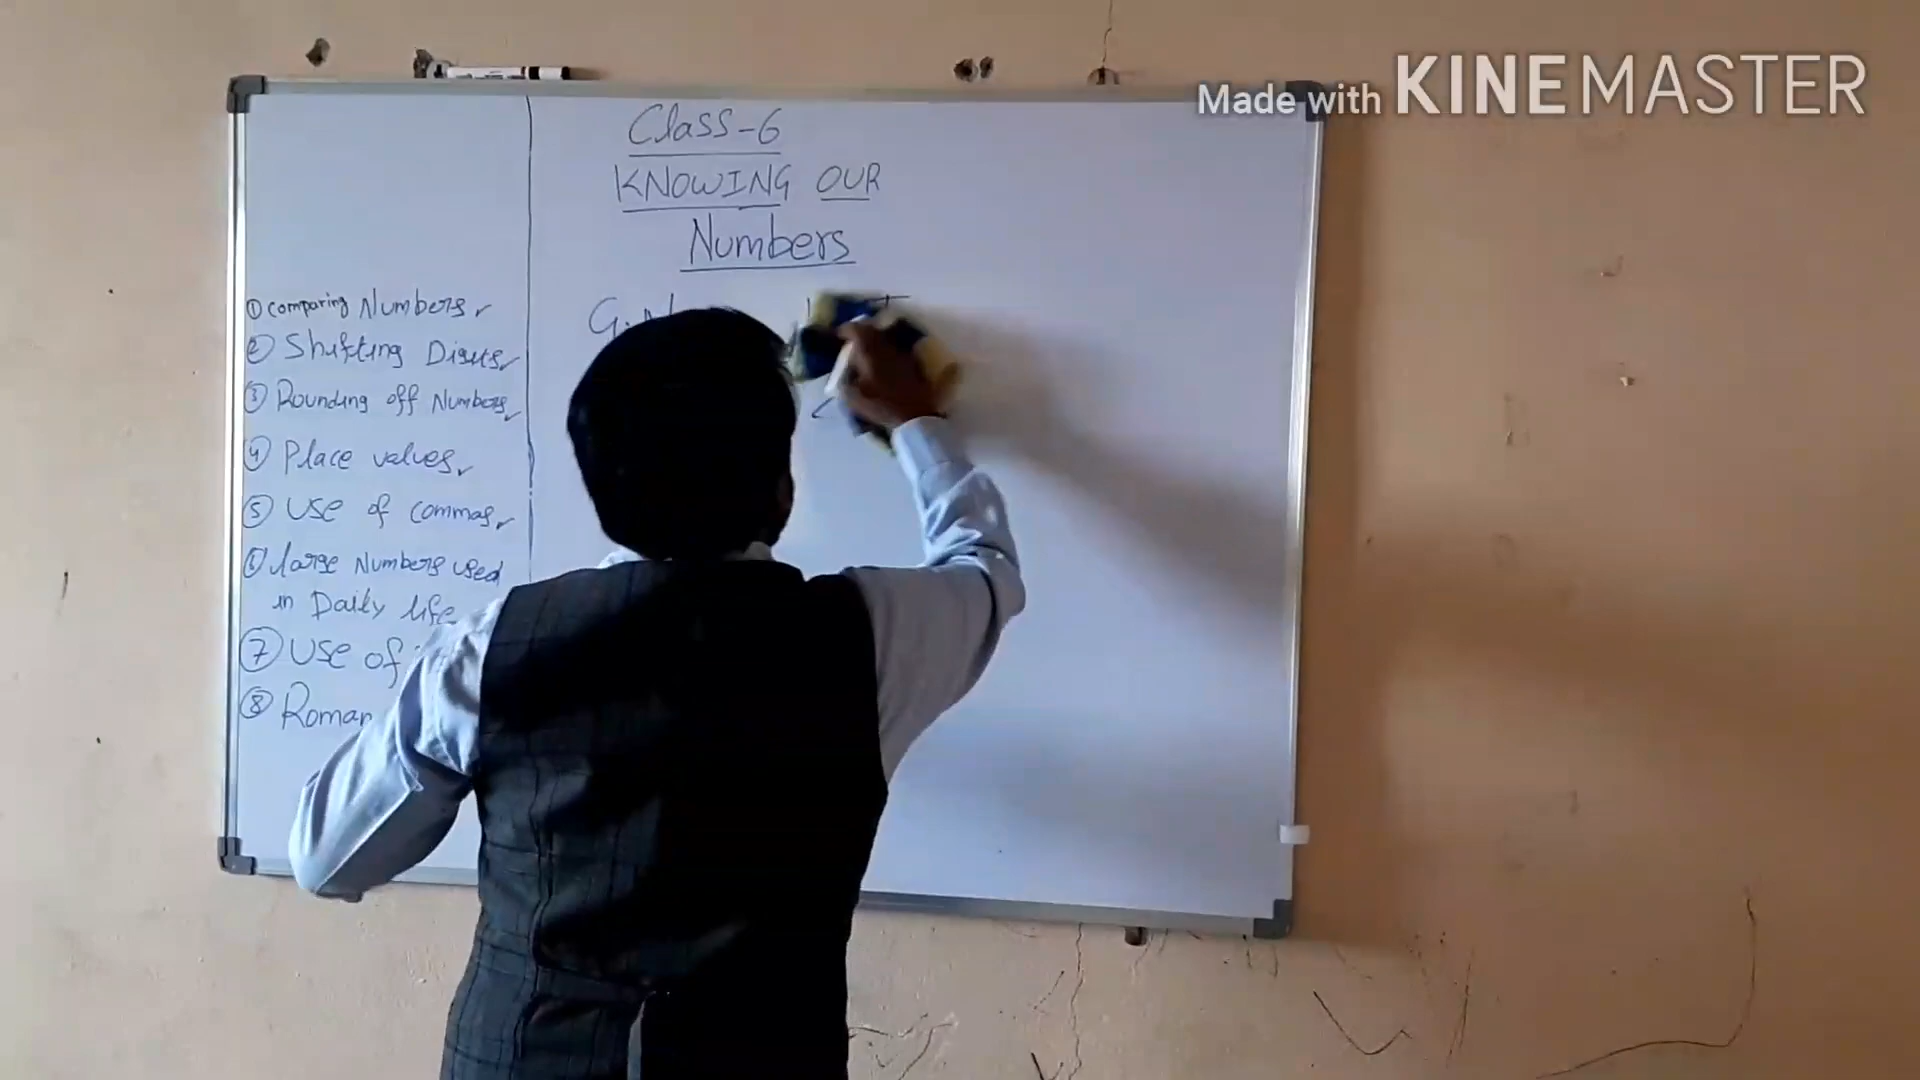 Made with KINEMASTER
Class-6
KNOWING OUR
Numbers
① Comparing Numbers
② Shifting Digits
③ Rounding off Numbers
④ Place values
⑤ Use of commas
⑥ large Numbers used
in Daily life
⑦ Use of
⑧ Roman